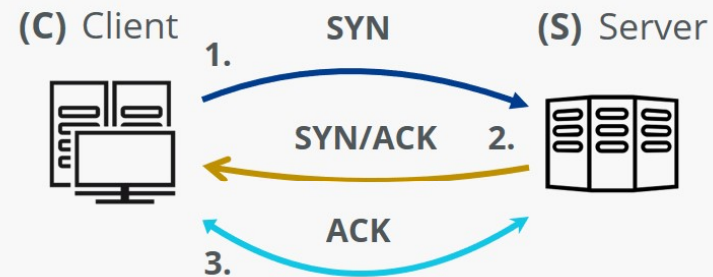 (C) Client
SYN
(S) Server
1.
SYN/ACK
2.
ACK
3.